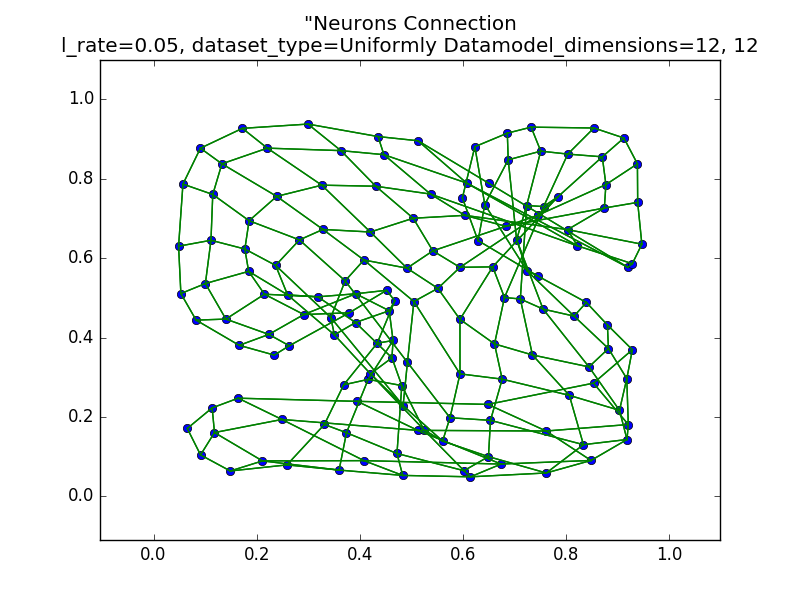 "Neurons Connection
l_rate=0.05, dataset_type=Uniformly Datamodel_dimensions=12, 12
1.0
0.8
0.6
0.4
0.2
0.0
0.0 0.2 0.4 0.6 0.8 1.0